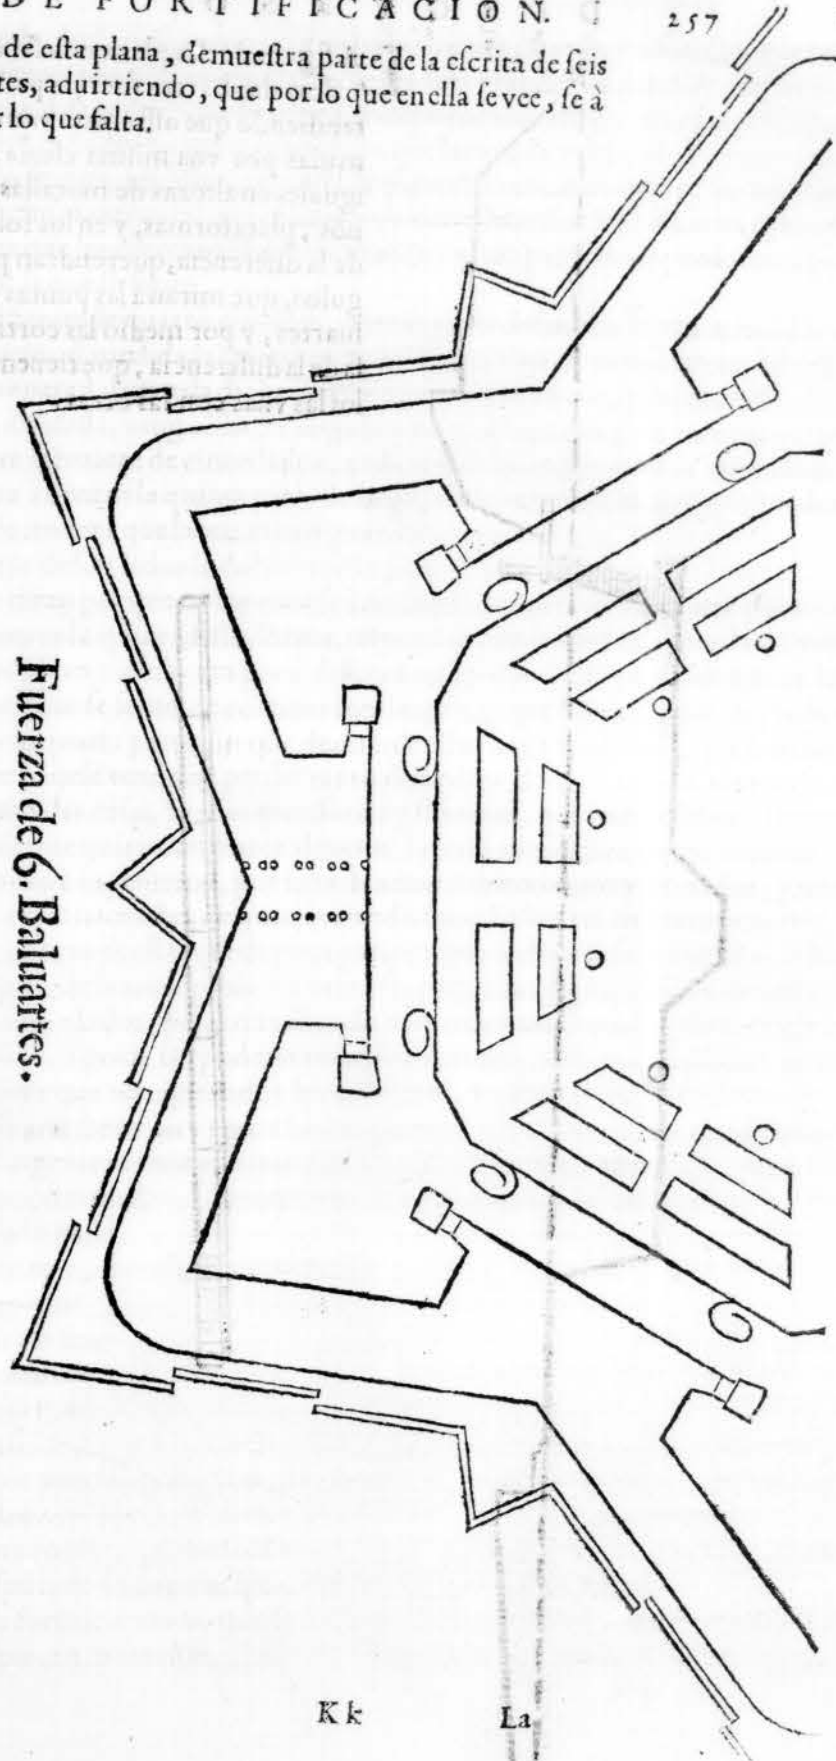 DE FORTIFICACION. 257
de eſta plana, demueſtra parte de la eſcrita de ſeis
tes, aduirtiendo, que por lo que en ella ſe vee, ſe à
r lo que falta.
Fuerza de 6. Baluartes.
Kk La